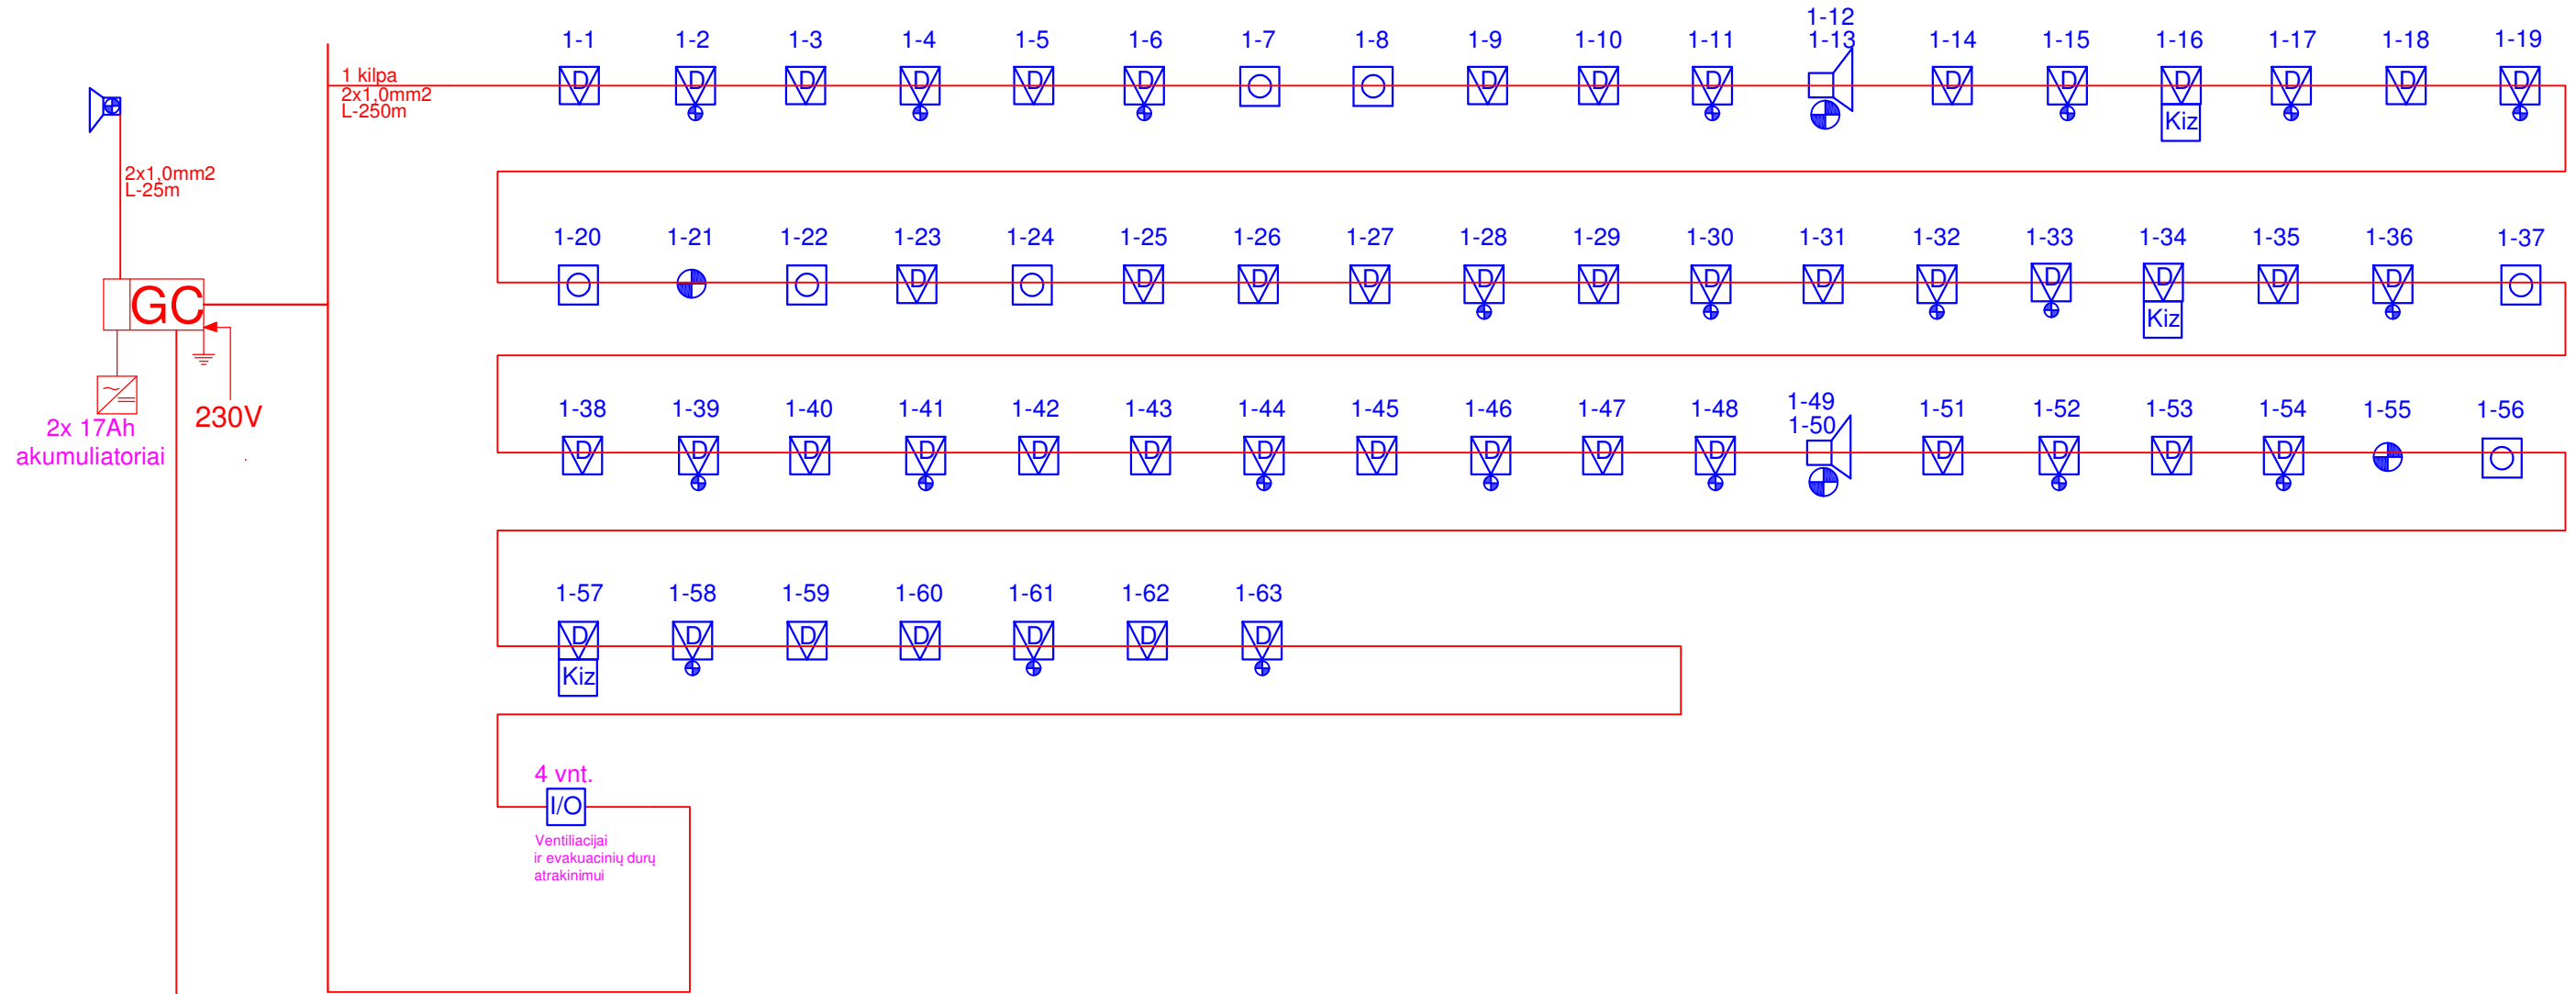 1-1 1-2 1-3 1-4 1-5 1-6 1-7 1-8 1-9 1-10 1-11 1-12 1-14 1-15 1-16 1-17 1-18 1-19
1-13
1 kilpa
2x1,0mm2
L-250m
D D D D D D D D D D D D D D D
Kiz
2x1,0mm2
L-25m
1-20 1-21 1-22 1-23 1-24 1-25 1-26 1-27 1-28 1-29 1-30 1-31 1-32 1-33 1-34 1-35 1-36 1-37
D D D D D D D D D D D D D
Kiz
GC
230V
2x 17Ah
akumuliatoriai
1-38 1-39 1-40 1-41 1-42 1-43 1-44 1-45 1-46 1-47 1-48 1-49 1-51 1-52 1-53 1-54 1-55 1-56
1-50
D D D D D D D D D D D D D D D
1-57 1-58 1-59 1-60 1-61 1-62 1-63
D D D D D D D
Kiz
4 vnt.
I/O
Ventiliacijai
ir evakuacinių durų
atrakinimui